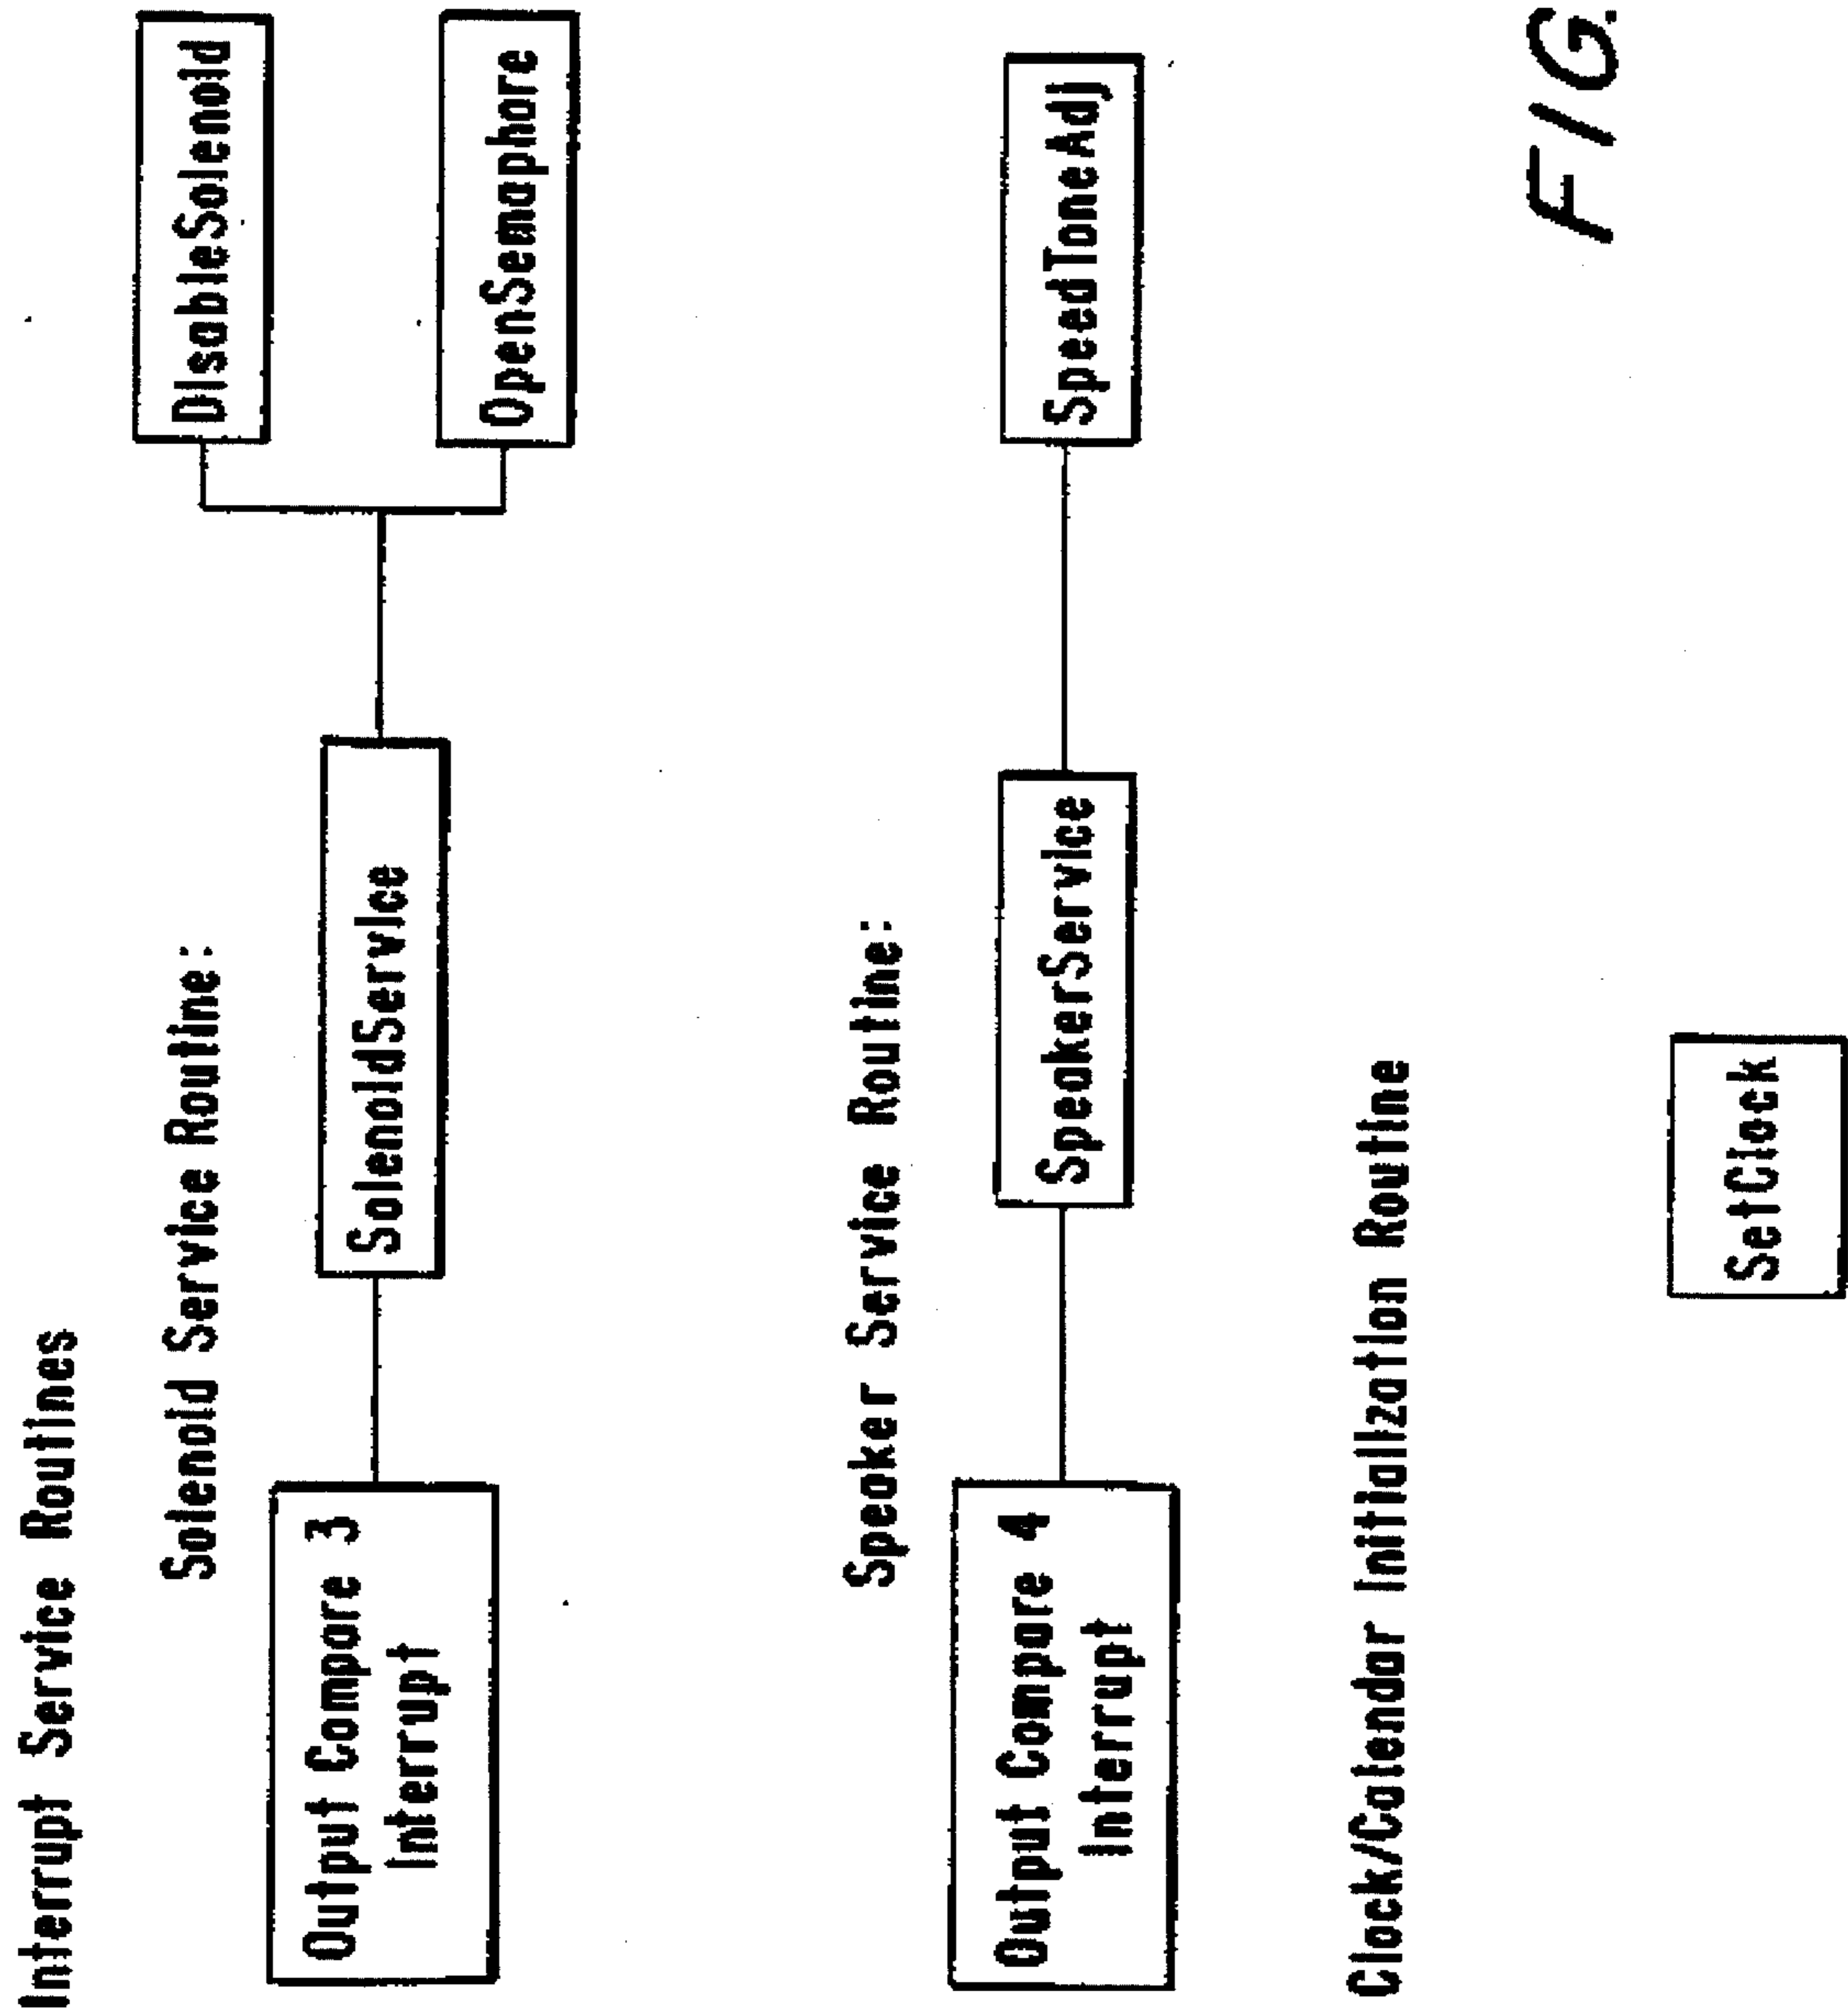 Interrupt Service Routines
Solenoid Service Routine:
Output Compare 3
Interrupt
SolenoidService
DisableSolenoid
OpenSemaphore
Speaker Service Routine:
Output Compare 4
Interrupt
SpeakerService
SpeedToneAdj
Clock/Calendar Initialization Routine
SetClock
FIG.